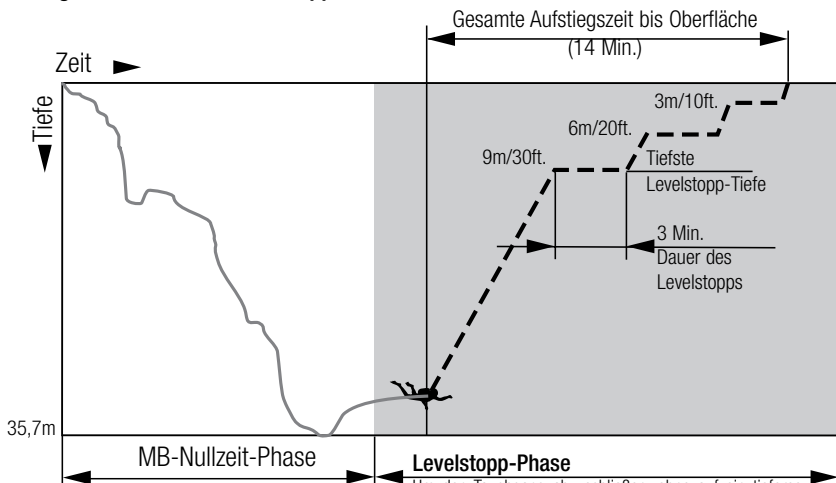 Gesamte Aufstiegszeit bis Oberfläche
(14 Min.)
Zeit
Tiefe
3m/10ft.
6m/20ft.
9m/30ft.
Tiefste
Levelstopp-Tiefe
3 Min.
Dauer des
Levelstopps
35,7m
MB-Nullzeit-Phase
Levelstopp-Phase